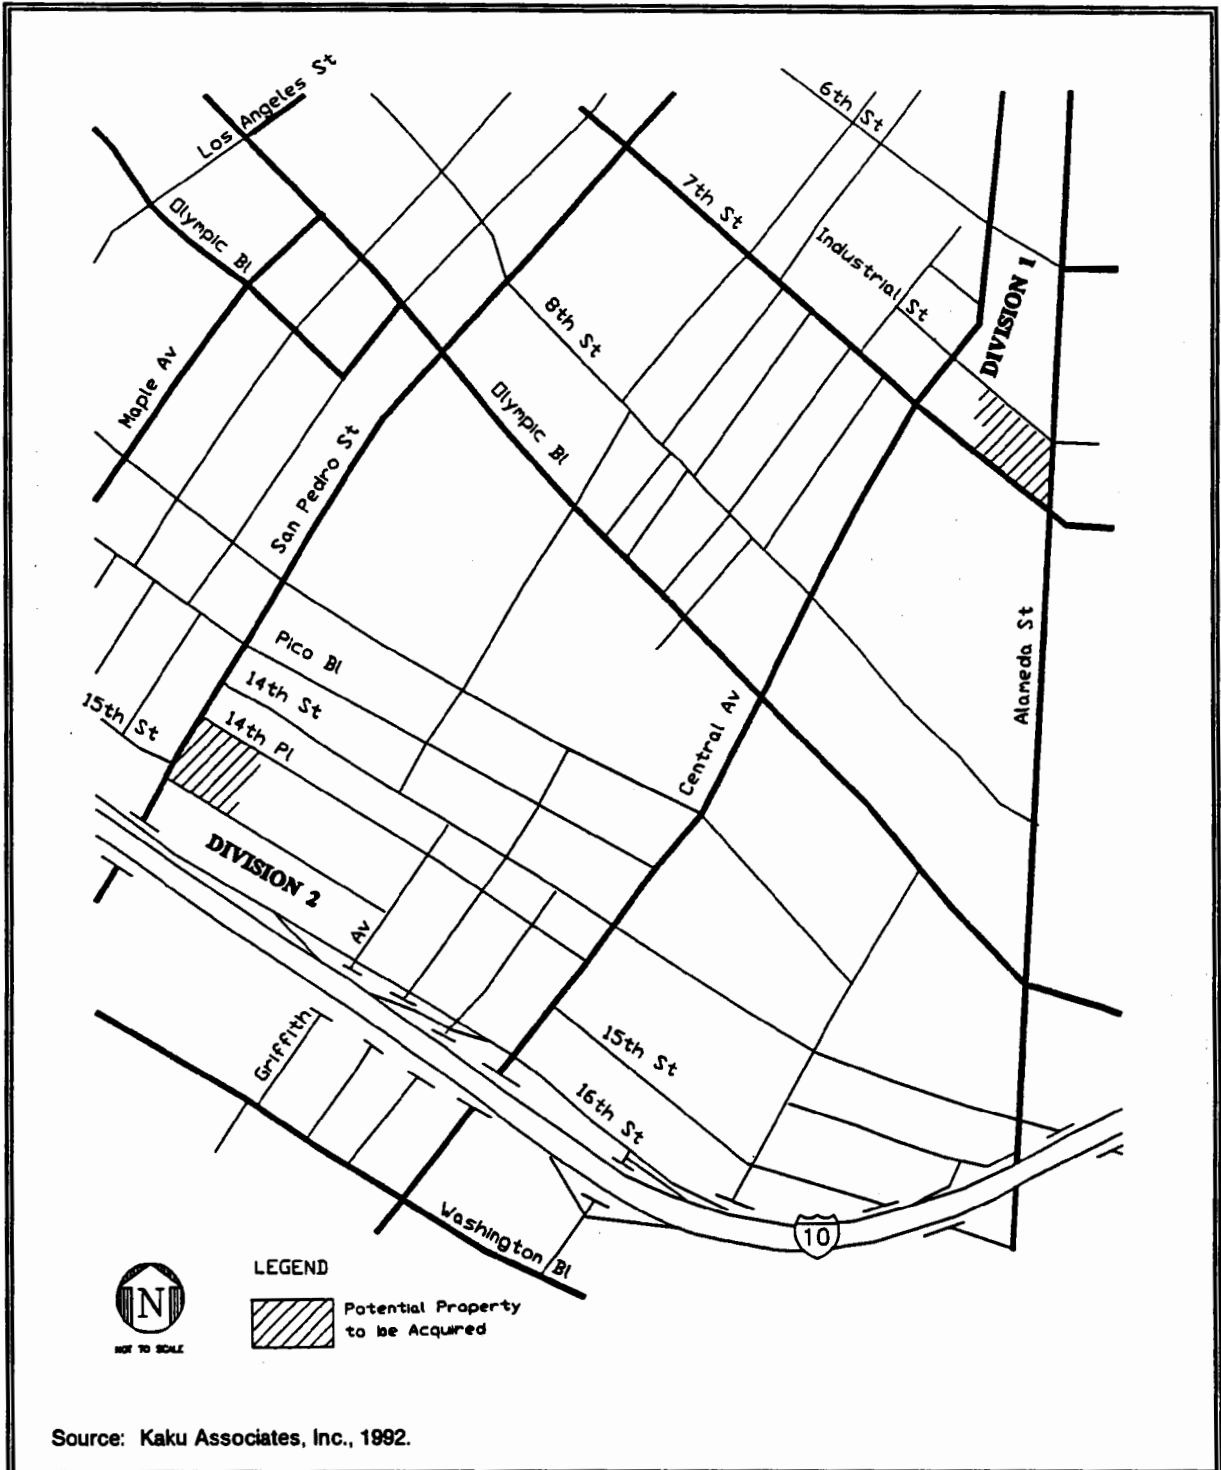 Los Angeles St
6th St
Olympic Bl
7th St
Industrial St
DIVISION 1
8th St
Maple Av
Olympic Bl
San Pedro St
Alameda St
Pico Bl
14th St
15th St
14th Pl
Central Av
DIVISION 2
Av
Griffith
15th St
16th St
Washington Bl
10
N
NOT TO SCALE
LEGEND
Potential Property
to be Acquired
Source: Kaku Associates, Inc., 1992.